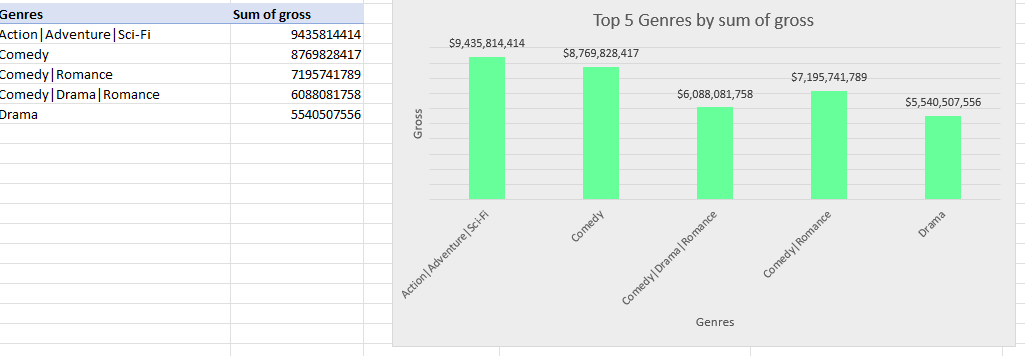 Genres Sum of gross
Action|Adventure|Sci-Fi 9435814414
Comedy 8769828417
Comedy|Romance 7195741789
Comedy|Drama|Romance 6088081758
Drama 5540507556
Top 5 Genres by sum of gross
$9,435,814,414
$8,769,828,417
$6,088,081,758
$7,195,741,789
$5,540,507,556
Gross
Action|Adventure|Sci-Fi
Comedy
Comedy|Drama|Romance
Comedy|Romance
Drama
Genres